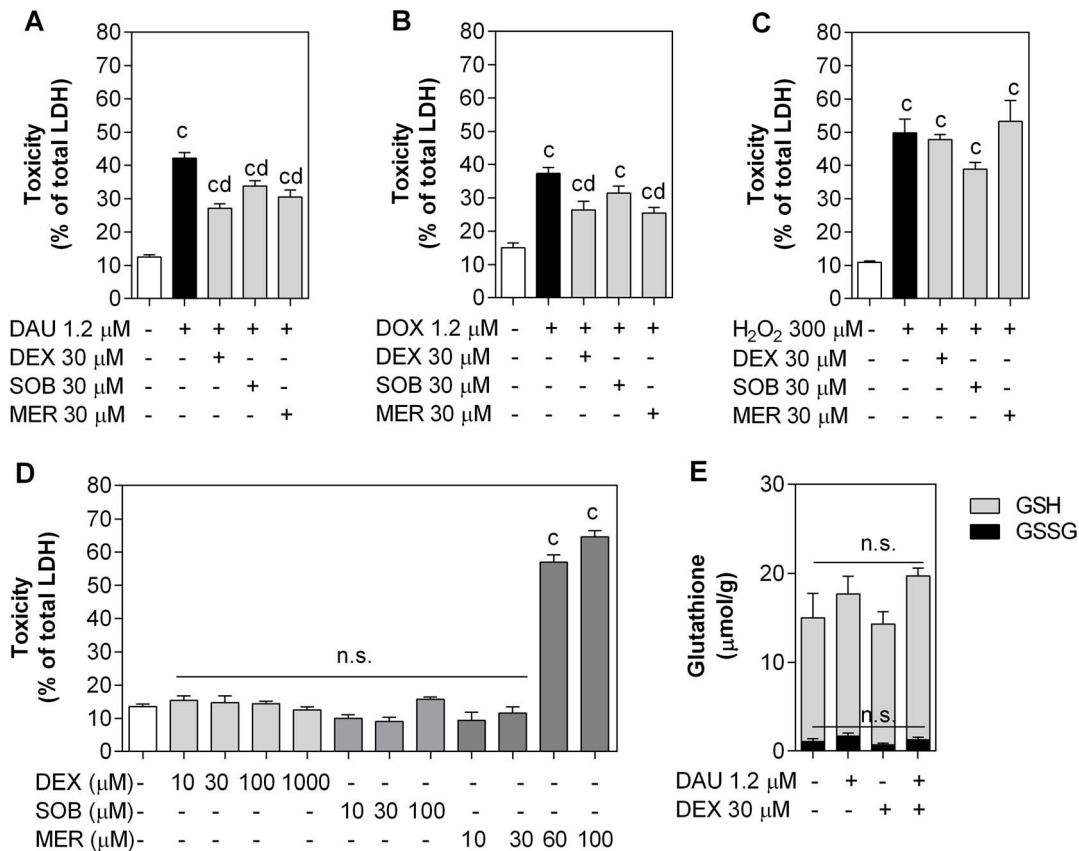 A
Toxicity
(% of total LDH)
80
70
60
50
40
30
20
10
0
c
cd
cd
cd
DAU 1.2 μM - + + + +
DEX 30 μM - - + - -
SOB 30 μM - - - + -
MER 30 μM - - - - +
B
Toxicity
(% of total LDH)
80
70
60
50
40
30
20
10
0
c
cd
c
cd
DOX 1.2 μM - + + + +
DEX 30 μM - - + - -
SOB 30 μM - - - + -
MER 30 μM - - - - +
C
Toxicity
(% of total LDH)
80
70
60
50
40
30
20
10
0
c
c
c
c
H₂O₂ 300 μM - + + + +
DEX 30 μM - - + - -
SOB 30 μM - - - + -
MER 30 μM - - - - +
D
Toxicity
(% of total LDH)
80
70
60
50
40
30
20
10
0
n.s.
c
c
DEX (μM) - 10 30 100 1000 - - - - - - -
SOB (μM) - - - - - 10 30 100 - - - -
MER (μM) - - - - - - - - 10 30 60 100
E
Glutathione
(μmol/g)
30
20
10
0
n.s.
n.s.
GSH
GSSG
DAU 1.2 μM - + - +
DEX 30 μM - - + +